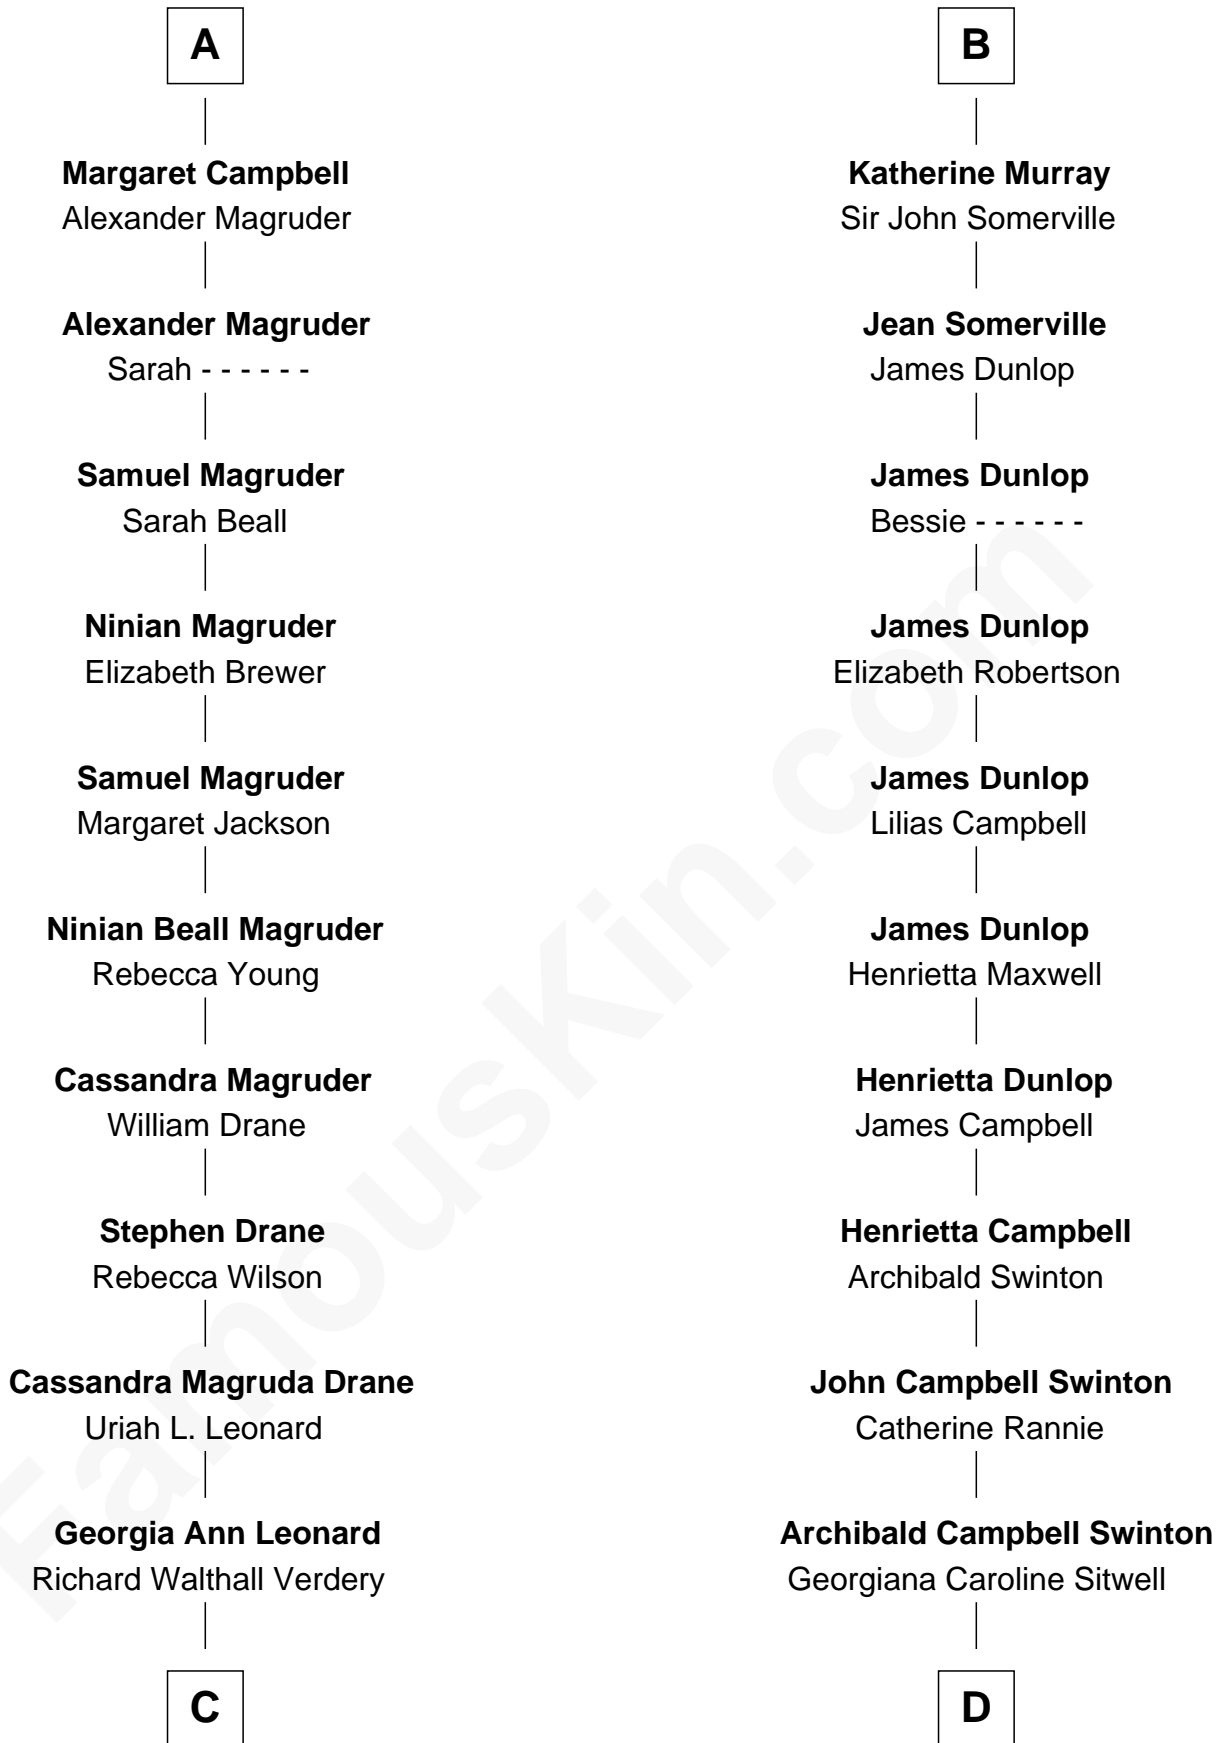 A
Margaret Campbell
Alexander Magruder
Alexander Magruder
Sarah - - - - - -
Samuel Magruder
Sarah Beall
Ninian Magruder
Elizabeth Brewer
Samuel Magruder
Margaret Jackson
Ninian Beall Magruder
Rebecca Young
Cassandra Magruder
William Drane
Stephen Drane
Rebecca Wilson
Cassandra Magruda Drane
Uriah L. Leonard
Georgia Ann Leonard
Richard Walthall Verdery
C
B
Katherine Murray
Sir John Somerville
Jean Somerville
James Dunlop
James Dunlop
Bessie - - - - - -
James Dunlop
Elizabeth Robertson
James Dunlop
Lilias Campbell
James Dunlop
Henrietta Maxwell
Henrietta Dunlop
James Campbell
Henrietta Campbell
Archibald Swinton
John Campbell Swinton
Catherine Rannie
Archibald Campbell Swinton
Georgiana Caroline Sitwell
D
FamousKin.com